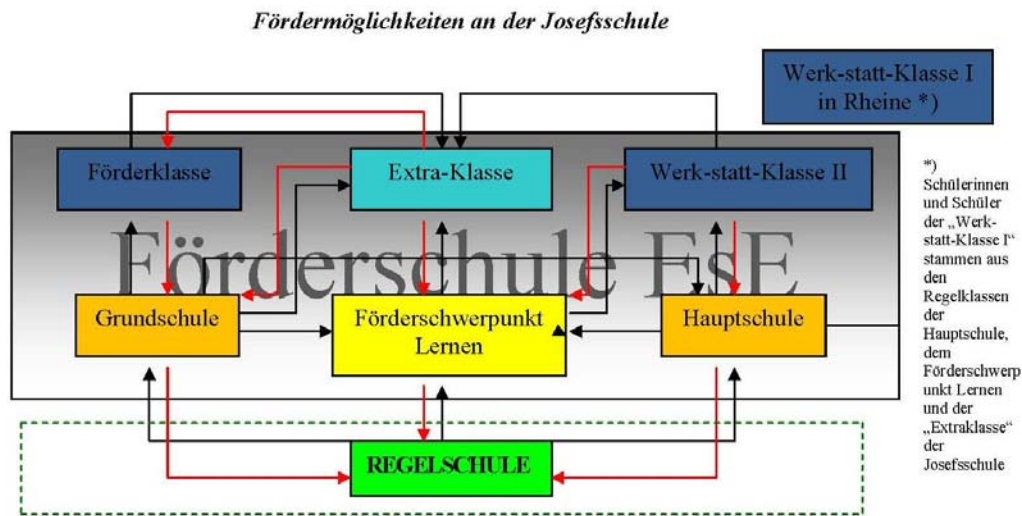 Fördermöglichkeiten an der Josefsschule
Werk-statt-Klasse I
in Rheine *)
Förderklasse
Extra-Klasse
Werk-statt-Klasse II
Förderschule EsE
Grundschule
Förderschwerpunkt
Lernen
Hauptschule
REGELSCHULE
*)
Schülerinnen
und Schüler
der „Werk-
statt-Klasse I“
stammen aus
den
Regelklassen
der
Hauptschule,
dem
Förderschwerp
unkt Lernen
und der
„Extraklasse“
der
Josefsschule